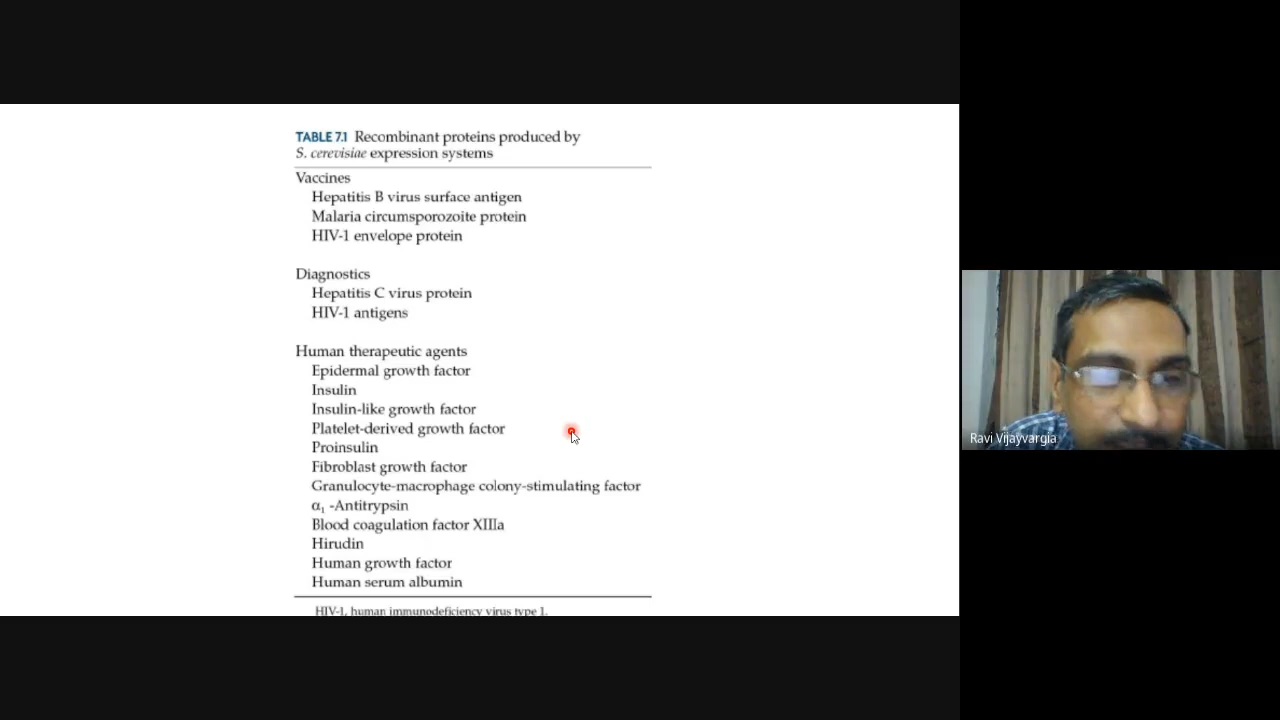 TABLE 7.1 Recombinant proteins produced by
S. cerevisiae expression systems
Vaccines
Hepatitis B virus surface antigen
Malaria circumsporozoite protein
HIV-1 envelope protein
Diagnostics
Hepatitis C virus protein
HIV-1 antigens
Human therapeutic agents
Epidermal growth factor
Insulin
Insulin-like growth factor
Platelet-derived growth factor
Proinsulin
Fibroblast growth factor
Granulocyte-macrophage colony-stimulating factor
α₁ -Antitrypsin
Blood coagulation factor XIIIa
Hirudin
Human growth factor
Human serum albumin
HIV-1, human immunodeficiency virus type 1.
Ravi Vijayvargia